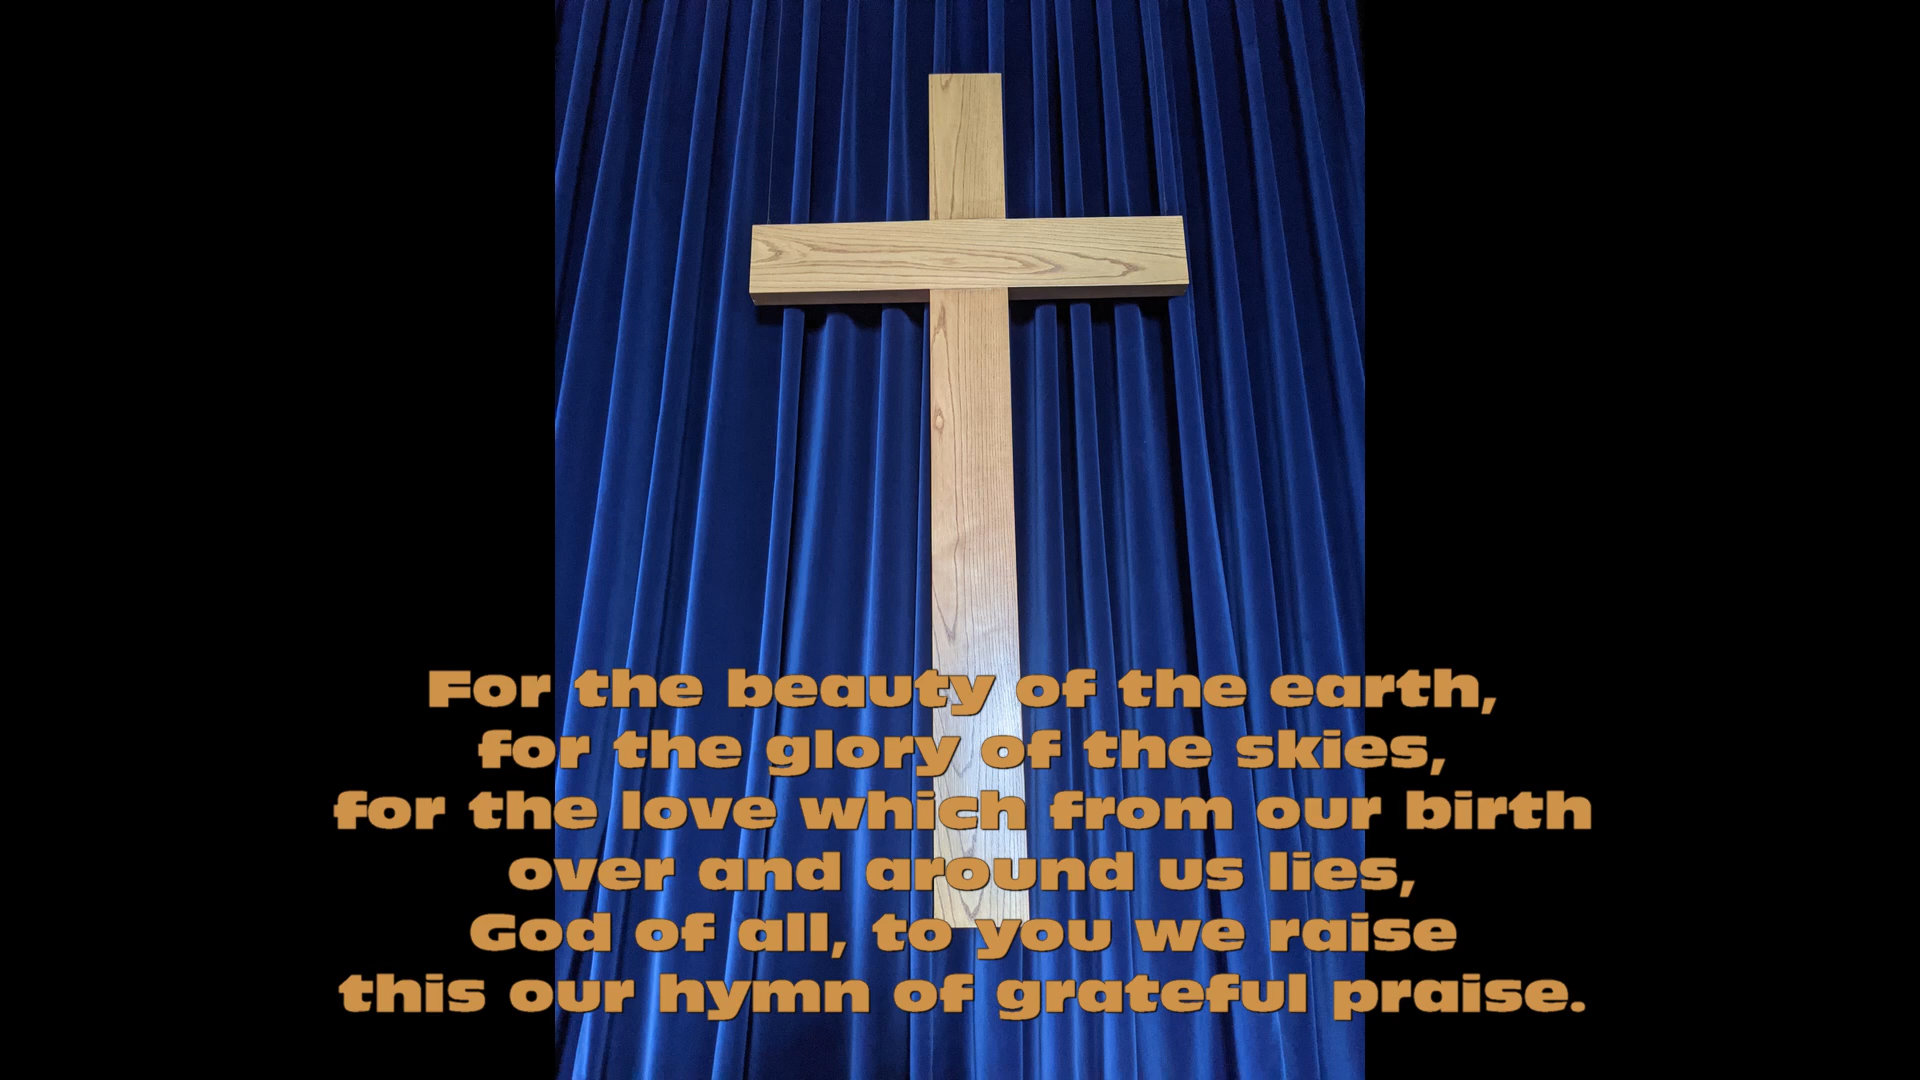 For the beauty of the earth,
for the glory of the skies,
for the love which from our birth
over and around us lies,
God of all, to you we raise
this our hymn of grateful praise.